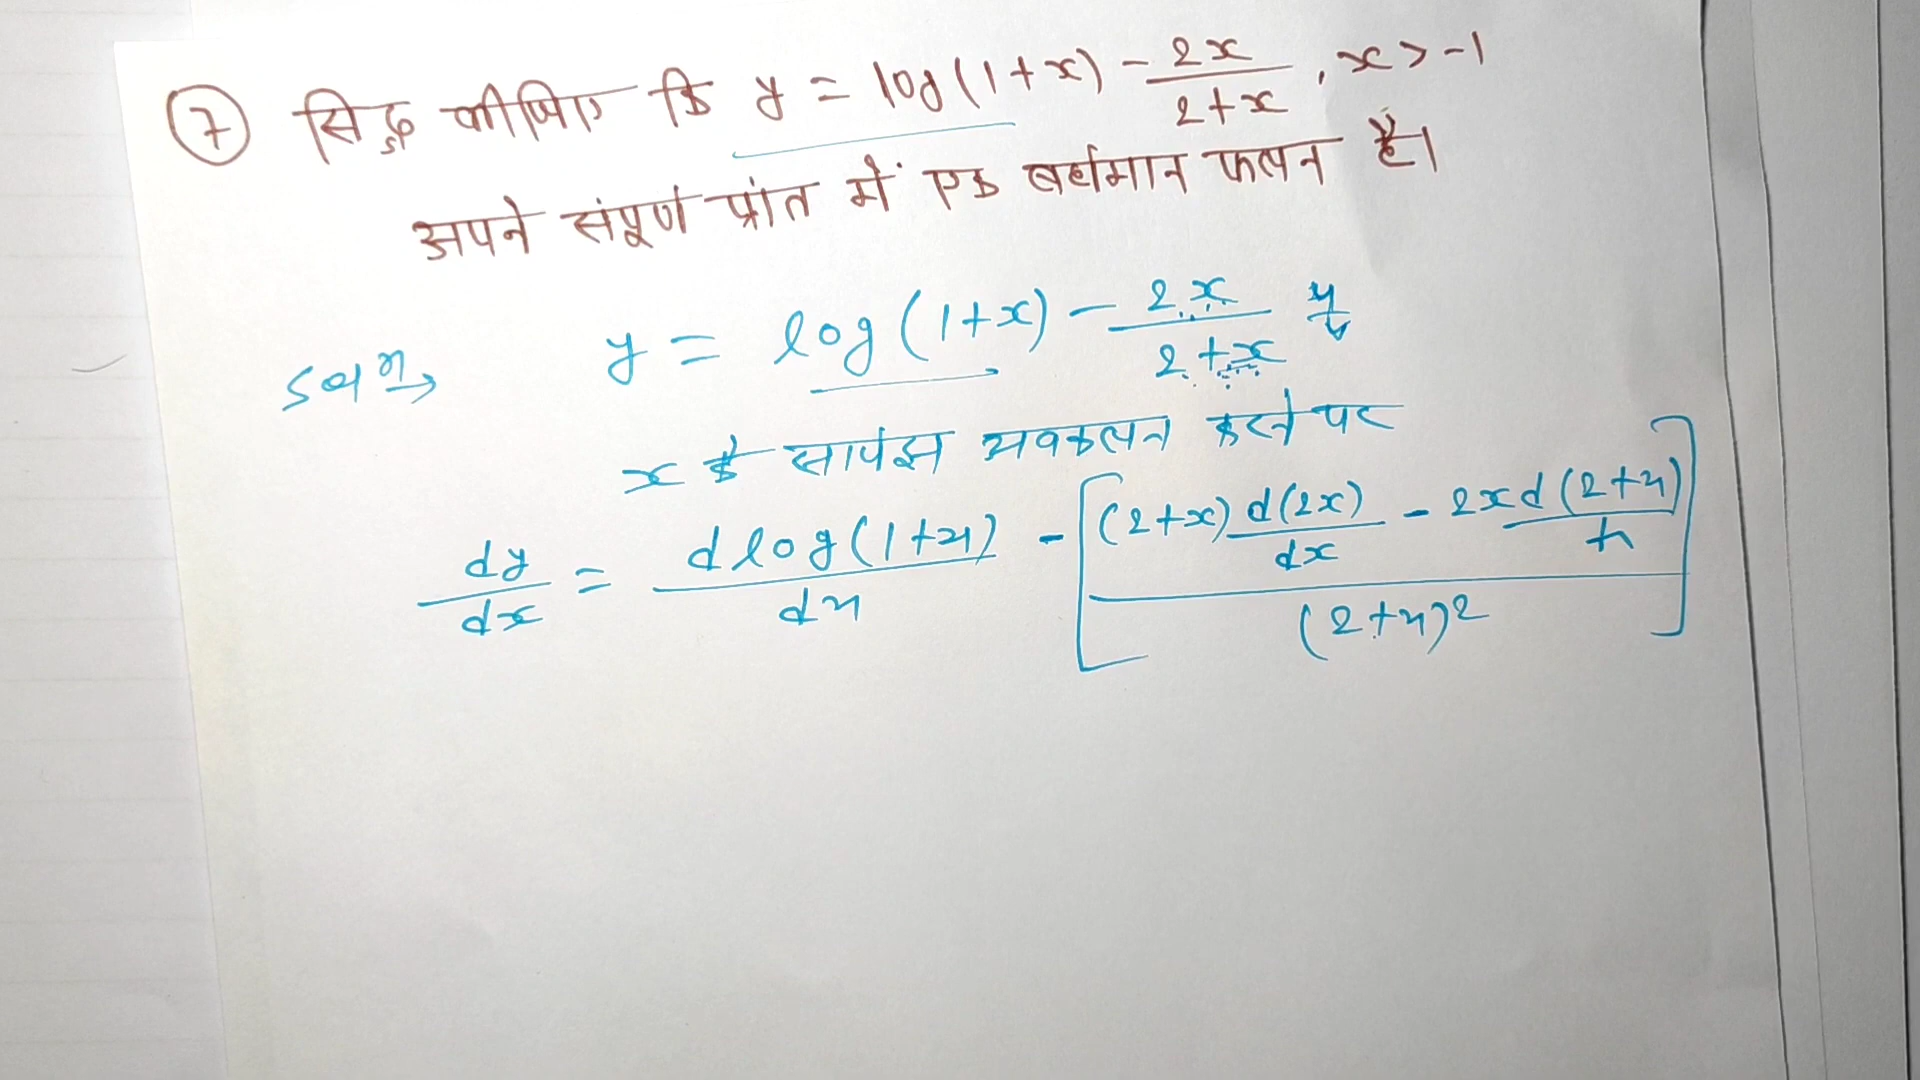 ⑦ सिद्ध कीजिए कि y = log(1+x) - 2x/2+x , x > -1
अपने संपूर्ण प्रांत में एक वर्धमान फलन है।
Solⁿ→ y = log(1+x) - 2x/2+x
x के सापेक्ष अवकलन करने पर
dy/dx = d log(1+x)/dx - [(2+x) d(2x)/dx - 2x d(2+x)/(2+x)²]